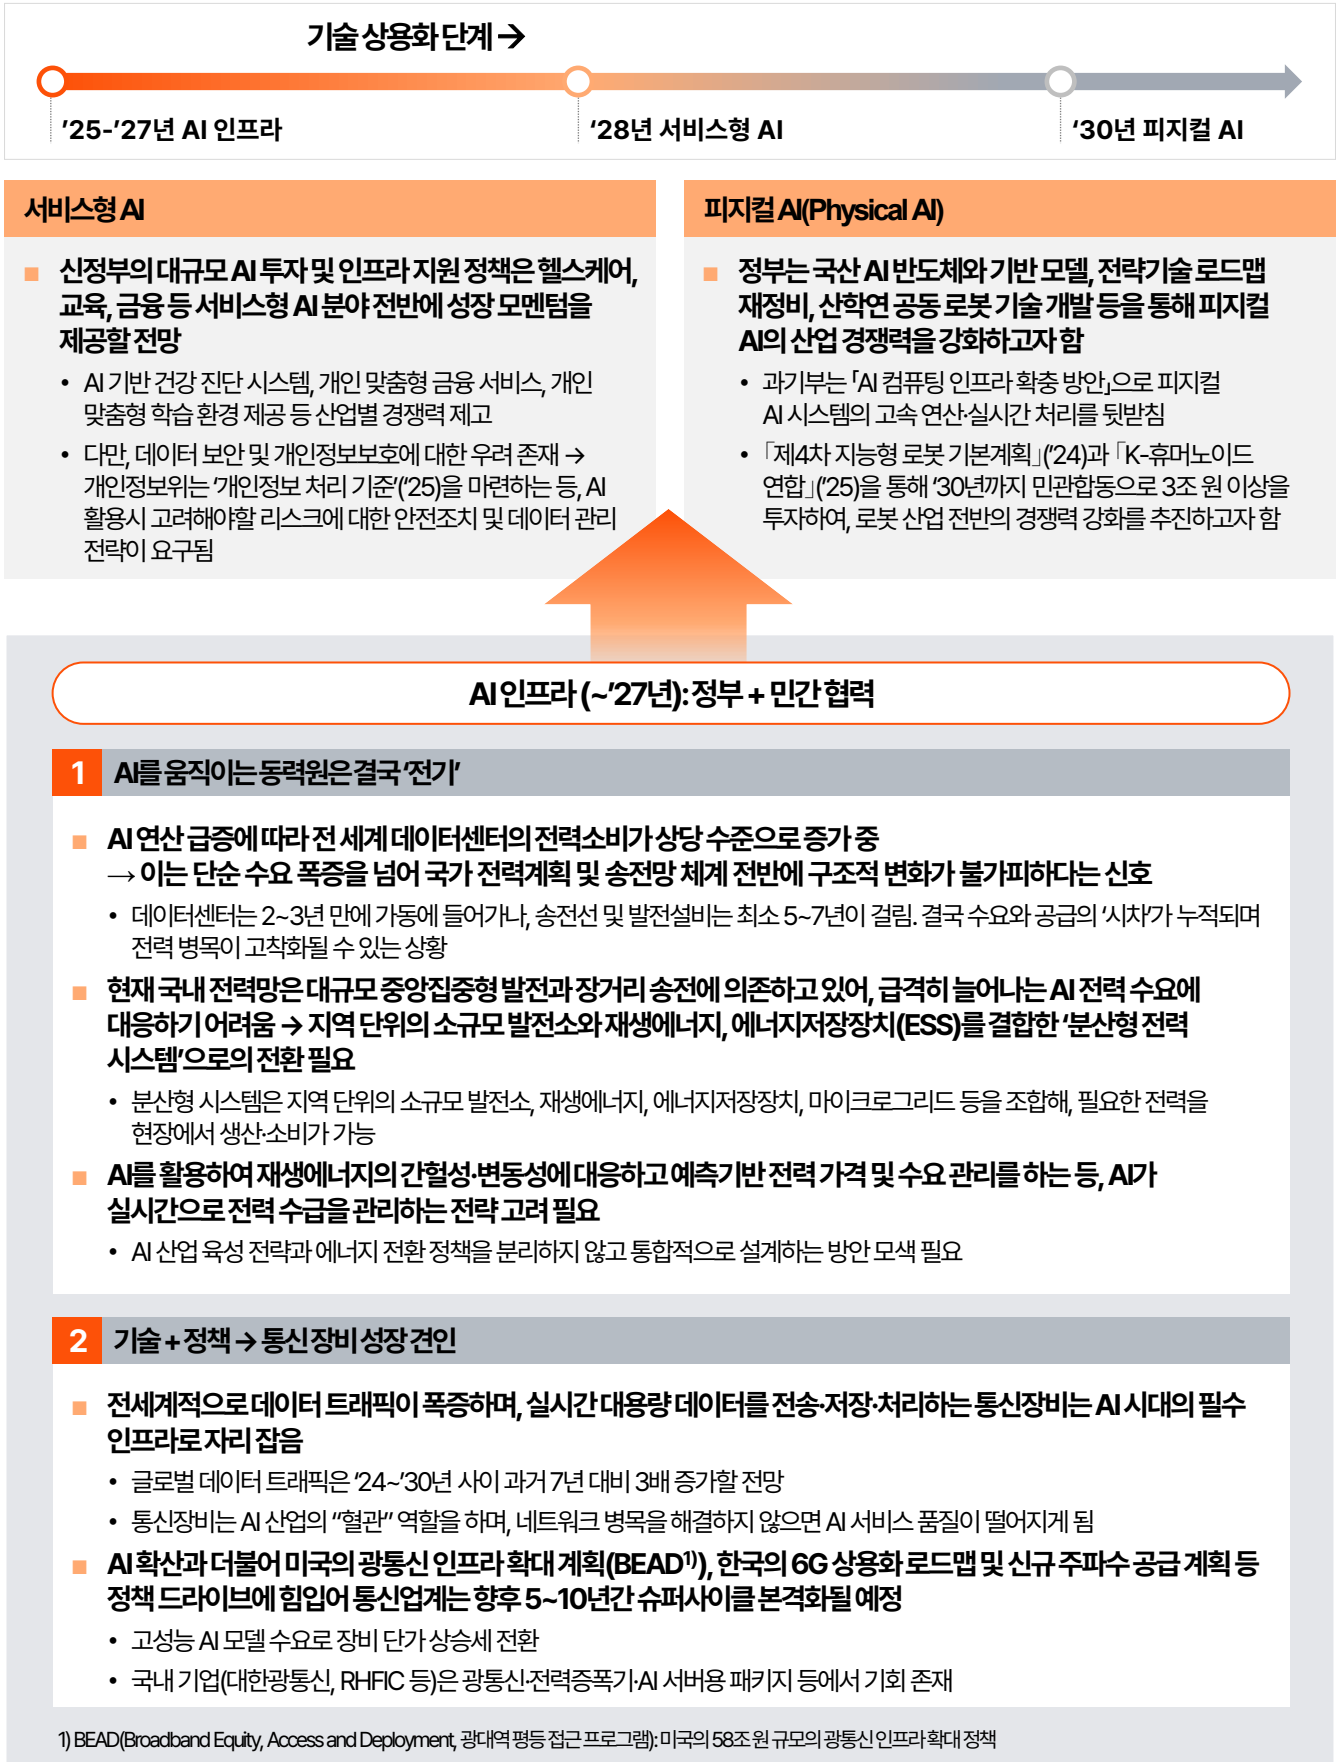 기술 상용화 단계 →
’25-’27년 AI 인프라
‘28년 서비스형 AI
‘30년 피지컬 AI
서비스형 AI
■ 신정부의 대규모 AI 투자 및 인프라 지원 정책은 헬스케어,
교육, 금융 등 서비스형 AI 분야 전반에 성장 모멘텀을
제공할 전망
• AI 기반 건강 진단 시스템, 개인 맞춤형 금융 서비스, 개인
맞춤형 학습 환경 제공 등 산업별 경쟁력 제고
• 다만, 데이터 보안 및 개인정보보호에 대한 우려 존재 →
개인정보위는 ‘개인정보 처리 기준’(’25)을 마련하는 등, AI
활용시 고려해야할 리스크에 대한 안전조치 및 데이터 관리
전략이 요구됨
피지컬 AI(Physical AI)
■ 정부는 국산 AI 반도체와 기반 모델, 전략기술 로드맵
재정비, 산학연 공동 로봇 기술 개발 등을 통해 피지컬
AI의 산업 경쟁력을 강화하고자 함
• 과기부는 「AI 컴퓨팅 인프라 확충 방안」으로 피지컬
AI 시스템의 고속 연산·실시간 처리를 뒷받침
• 「제4차 지능형 로봇 기본계획」(’24)과 「K-휴머노이드
연합」(’25)을 통해 ‘30년까지 민관합동으로 3조 원 이상을
투자하여, 로봇 산업 전반의 경쟁력 강화를 추진하고자 함
AI 인프라 (~’27년): 정부 + 민간 협력
1 AI를 움직이는 동력원은 결국 ‘전기’
■ AI 연산 급증에 따라 전 세계 데이터센터의 전력소비가 상당 수준으로 증가 중
→ 이는 단순 수요 폭증을 넘어 국가 전력계획 및 송전망 체계 전반에 구조적 변화가 불가피하다는 신호
• 데이터센터는 2~3년 만에 가동에 들어가나, 송전선 및 발전설비는 최소 5~7년이 걸림. 결국 수요와 공급의 ‘시차’가 누적되며
전력 병목이 고착화될 수 있는 상황
■ 현재 국내 전력망은 대규모 중앙집중형 발전과 장거리 송전에 의존하고 있어, 급격히 늘어나는 AI 전력 수요에
대응하기 어려움 → 지역 단위의 소규모 발전소와 재생에너지, 에너지저장장치(ESS)를 결합한 ‘분산형 전력
시스템’으로의 전환 필요
• 분산형 시스템은 지역 단위의 소규모 발전소, 재생에너지, 에너지저장장치, 마이크로그리드 등을 조합해, 필요한 전력을
현장에서 생산·소비가 가능
■ AI를 활용하여 재생에너지의 간헐성·변동성에 대응하고 예측기반 전력 가격 및 수요 관리를 하는 등, AI가
실시간으로 전력 수급을 관리하는 전략 고려 필요
• AI 산업 육성 전략과 에너지 전환 정책을 분리하지 않고 통합적으로 설계하는 방안 모색 필요
2 기술 + 정책 → 통신 장비 성장 견인
■ 전세계적으로 데이터 트래픽이 폭증하며, 실시간 대용량 데이터를 전송·저장·처리하는 통신장비는 AI 시대의 필수
인프라로 자리 잡음
• 글로벌 데이터 트래픽은 ‘24~’30년 사이 과거 7년 대비 3배 증가할 전망
• 통신장비는 AI 산업의 “혈관” 역할을 하며, 네트워크 병목을 해결하지 않으면 AI 서비스 품질이 떨어지게 됨
■ AI 확산과 더불어 미국의 광통신 인프라 확대 계획(BEAD1)), 한국의 6G 상용화 로드맵 및 신규 주파수 공급 계획 등
정책 드라이브에 힘입어 통신업계는 향후 5~10년간 슈퍼사이클 본격화될 예정
• 고성능 AI 모델 수요로 장비 단가 상승세 전환
• 국내 기업(대한광통신, RHFIC 등)은 광통신·전력증폭기·AI 서버용 패키지 등에서 기회 존재
1) BEAD(Broadband Equity, Access and Deployment, 광대역 평등 접근 프로그램): 미국의 58조 원 규모의 광통신 인프라 확대 정책